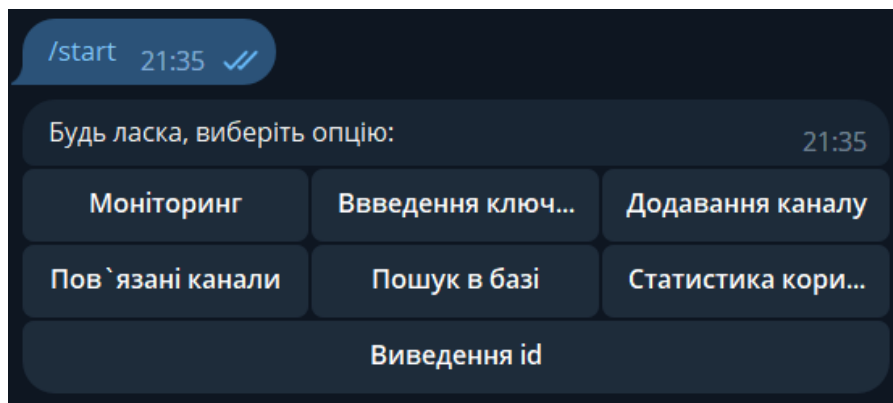 /start 21:35
Будь ласка, виберіть опцію: 21:35
Моніторинг Ввведення ключ... Додавання каналу
Пов`язані канали Пошук в базі Статистика кори...
Виведення id